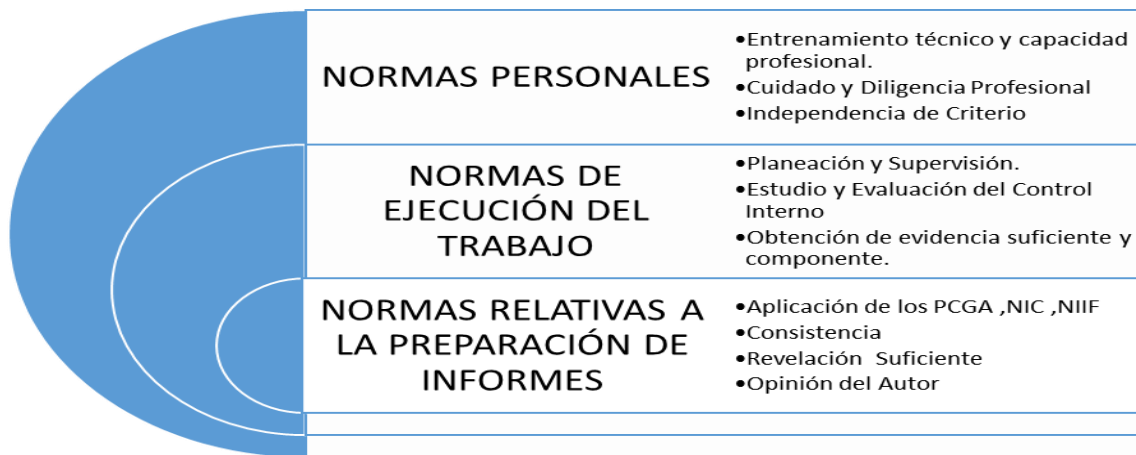 NORMAS PERSONALES
•Entrenamiento técnico y capacidad
profesional.
•Cuidado y Diligencia Profesional
•Independencia de Criterio
NORMAS DE
EJECUCIÓN DEL
TRABAJO
•Planeación y Supervisión.
•Estudio y Evaluación del Control
Interno
•Obtención de evidencia suficiente y
componente.
NORMAS RELATIVAS A
LA PREPARACIÓN DE
INFORMES
•Aplicación de los PCGA ,NIC ,NIIF
•Consistencia
•Revelación  Suficiente
•Opinión del Autor